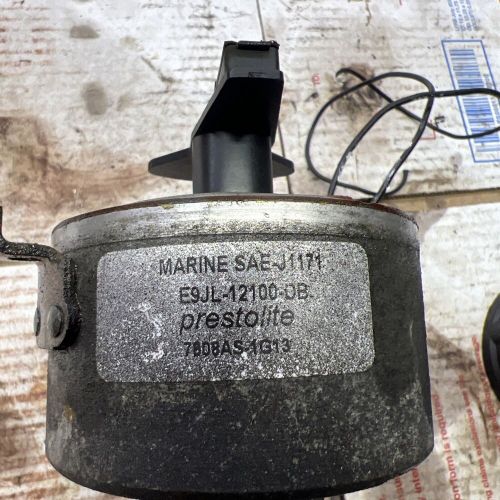 MARINE SAE-J1171
E9JL-12100-DB
prestolite
7808AS-1G13